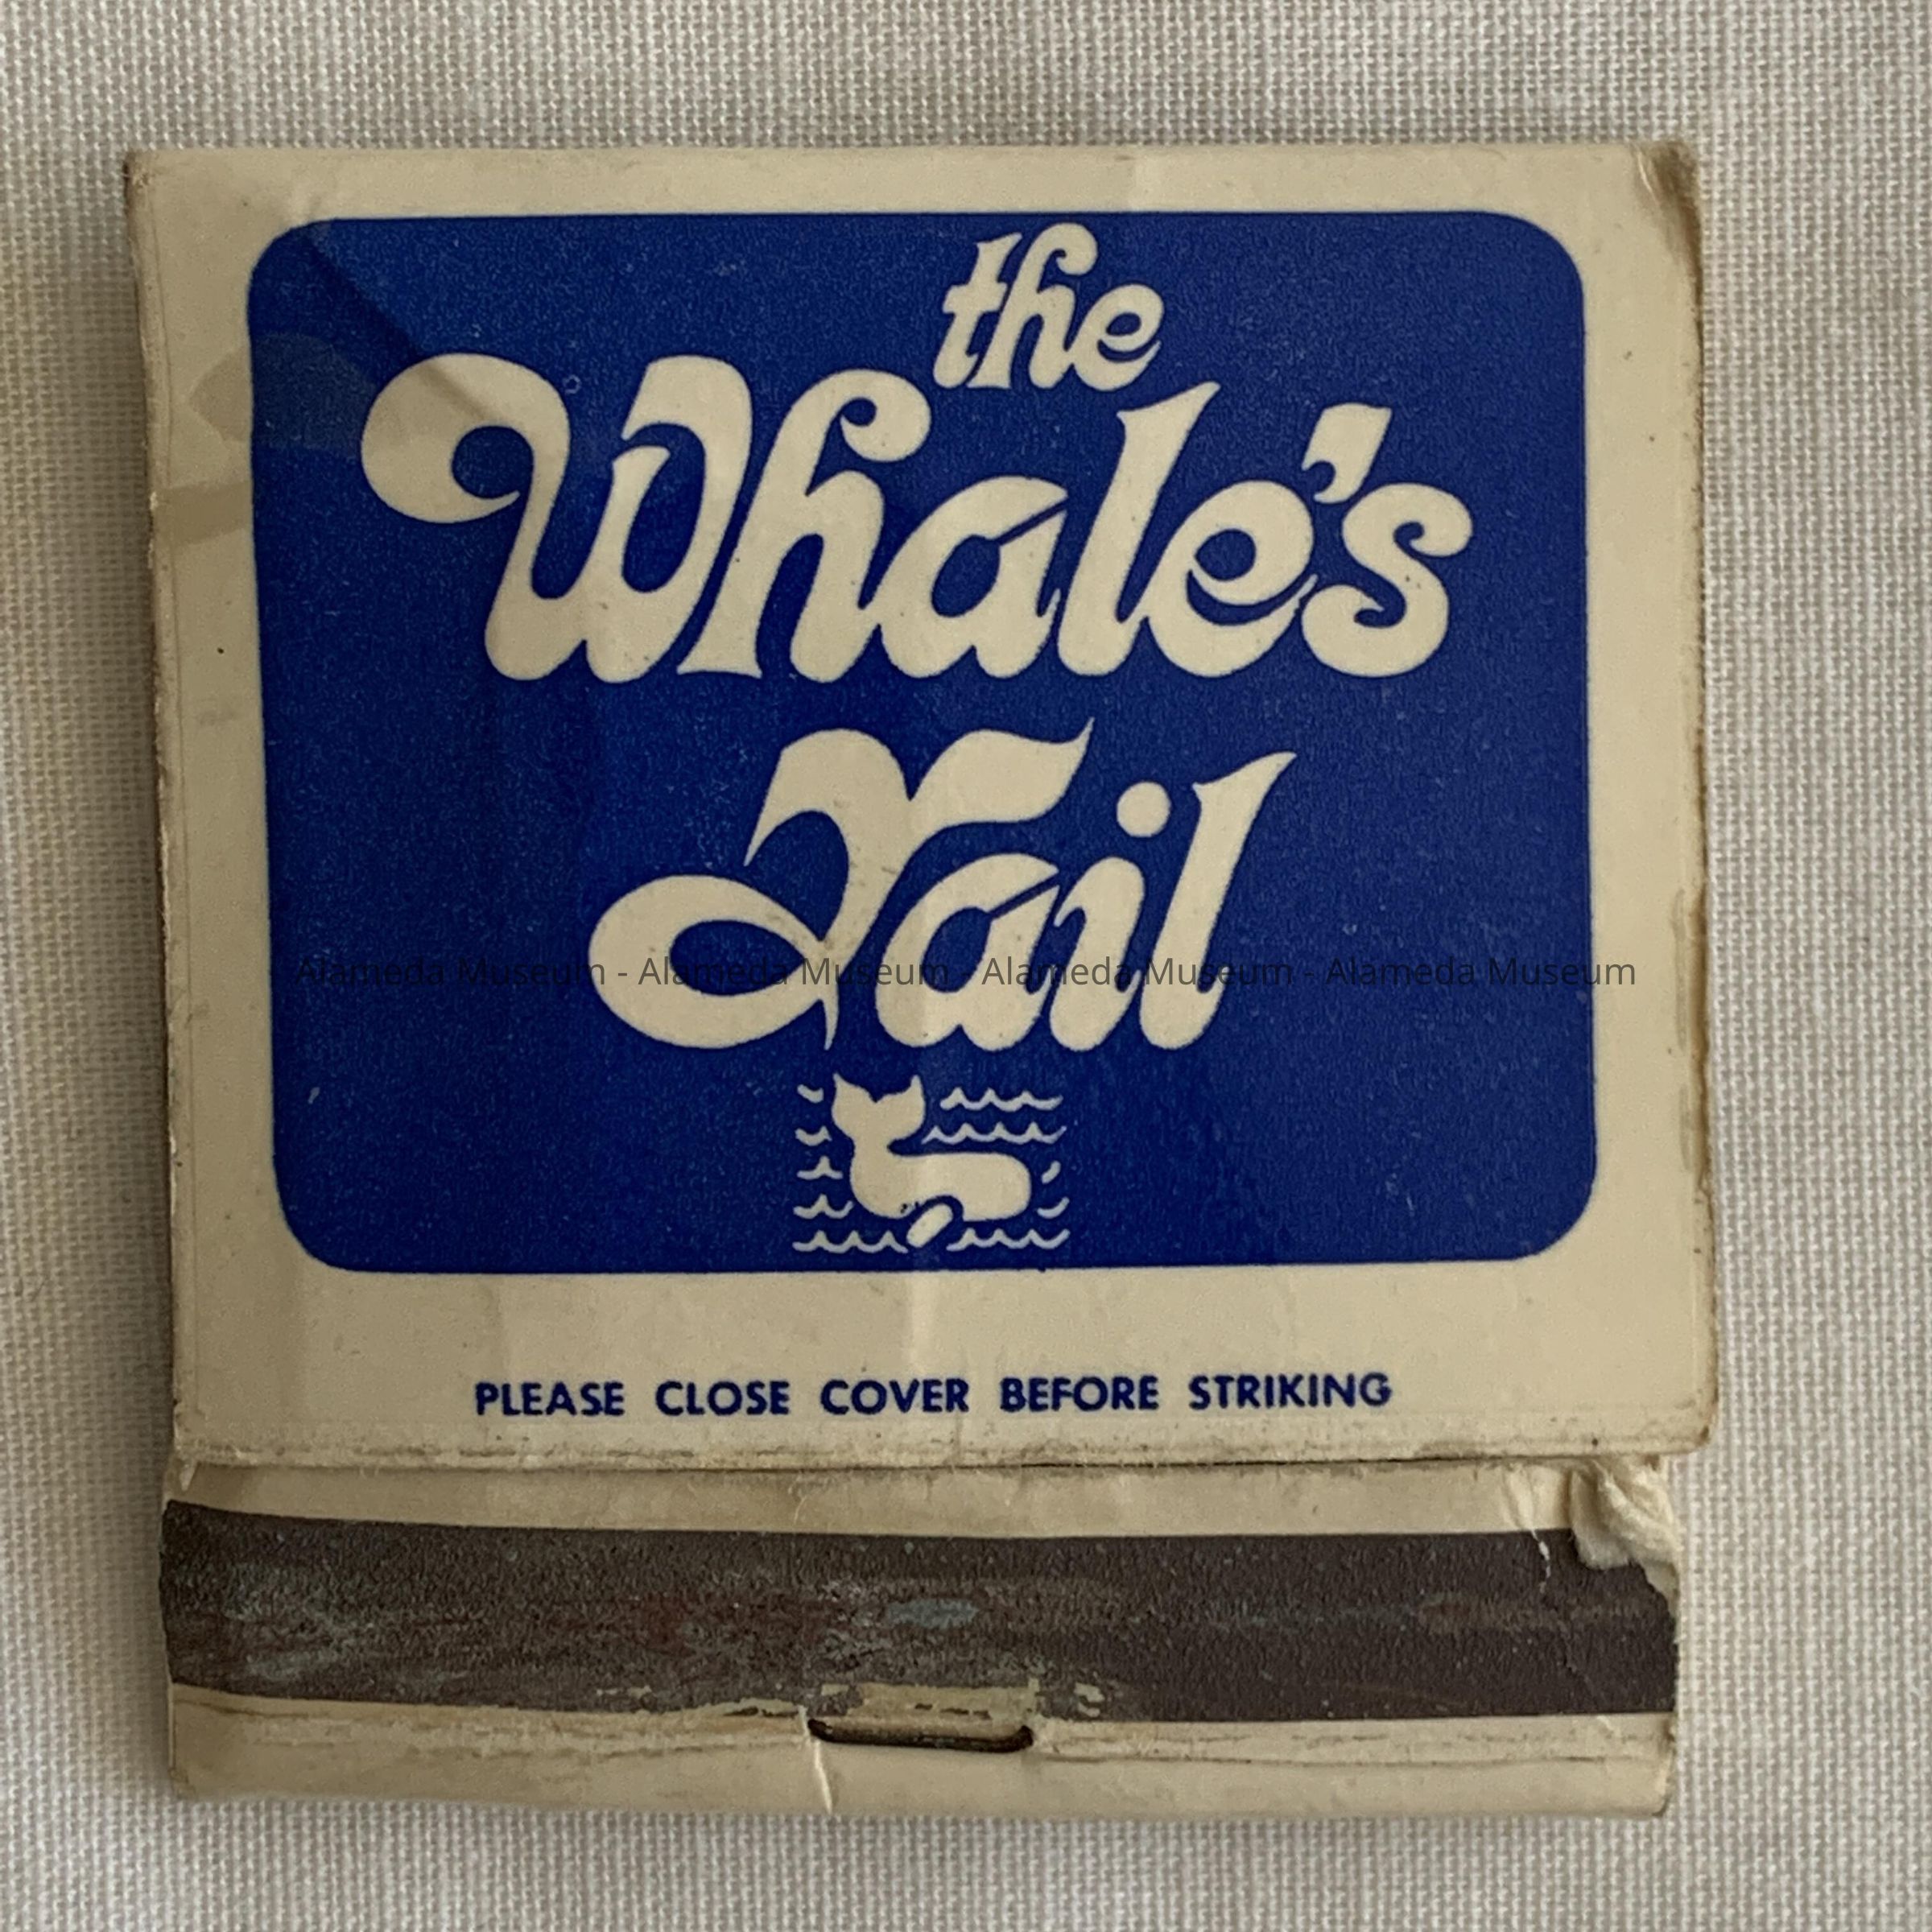 the
Whale's
Tail
Alameda Museum - Alameda Museum - Alameda Museum - Alameda Museum
PLEASE CLOSE COVER BEFORE STRIKING